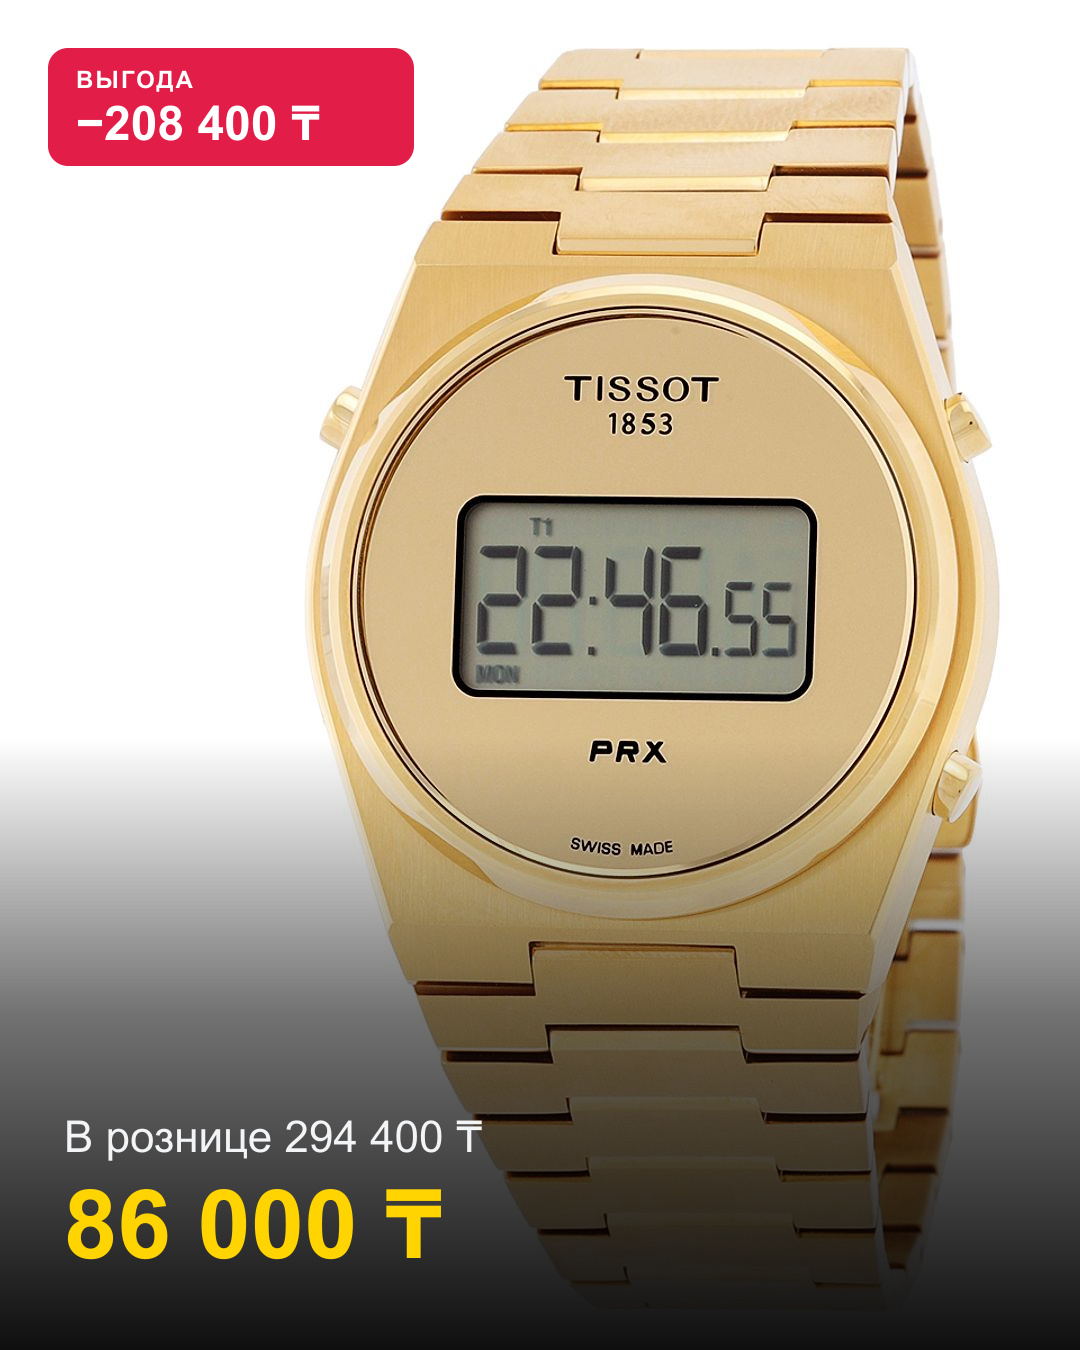 ВЫГОДА
−208 400 ₸
TISSOT
1853
T1
22:46.55
MON
PRX
SWISS MADE
В рознице 294 400 ₸
86 000 ₸